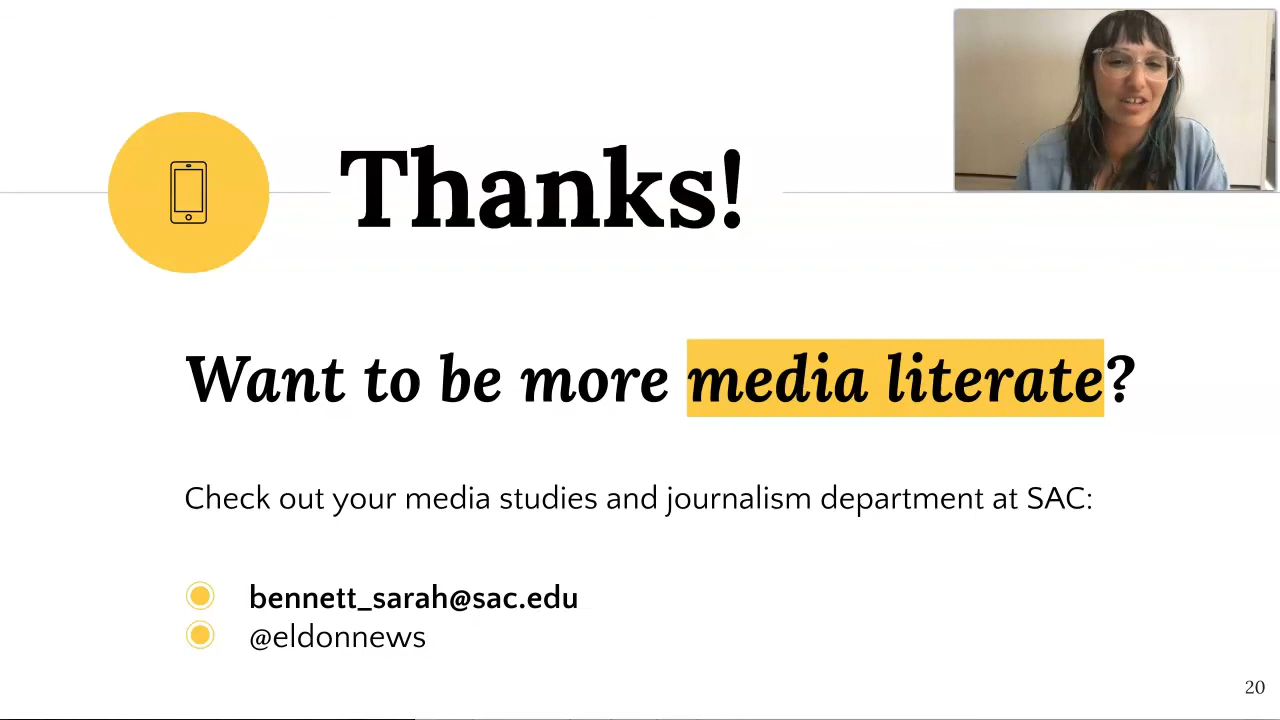 Thanks!
Want to be more media literate?
Check out your media studies and journalism department at SAC:
bennett_sarah@sac.edu
@eldonnews
20